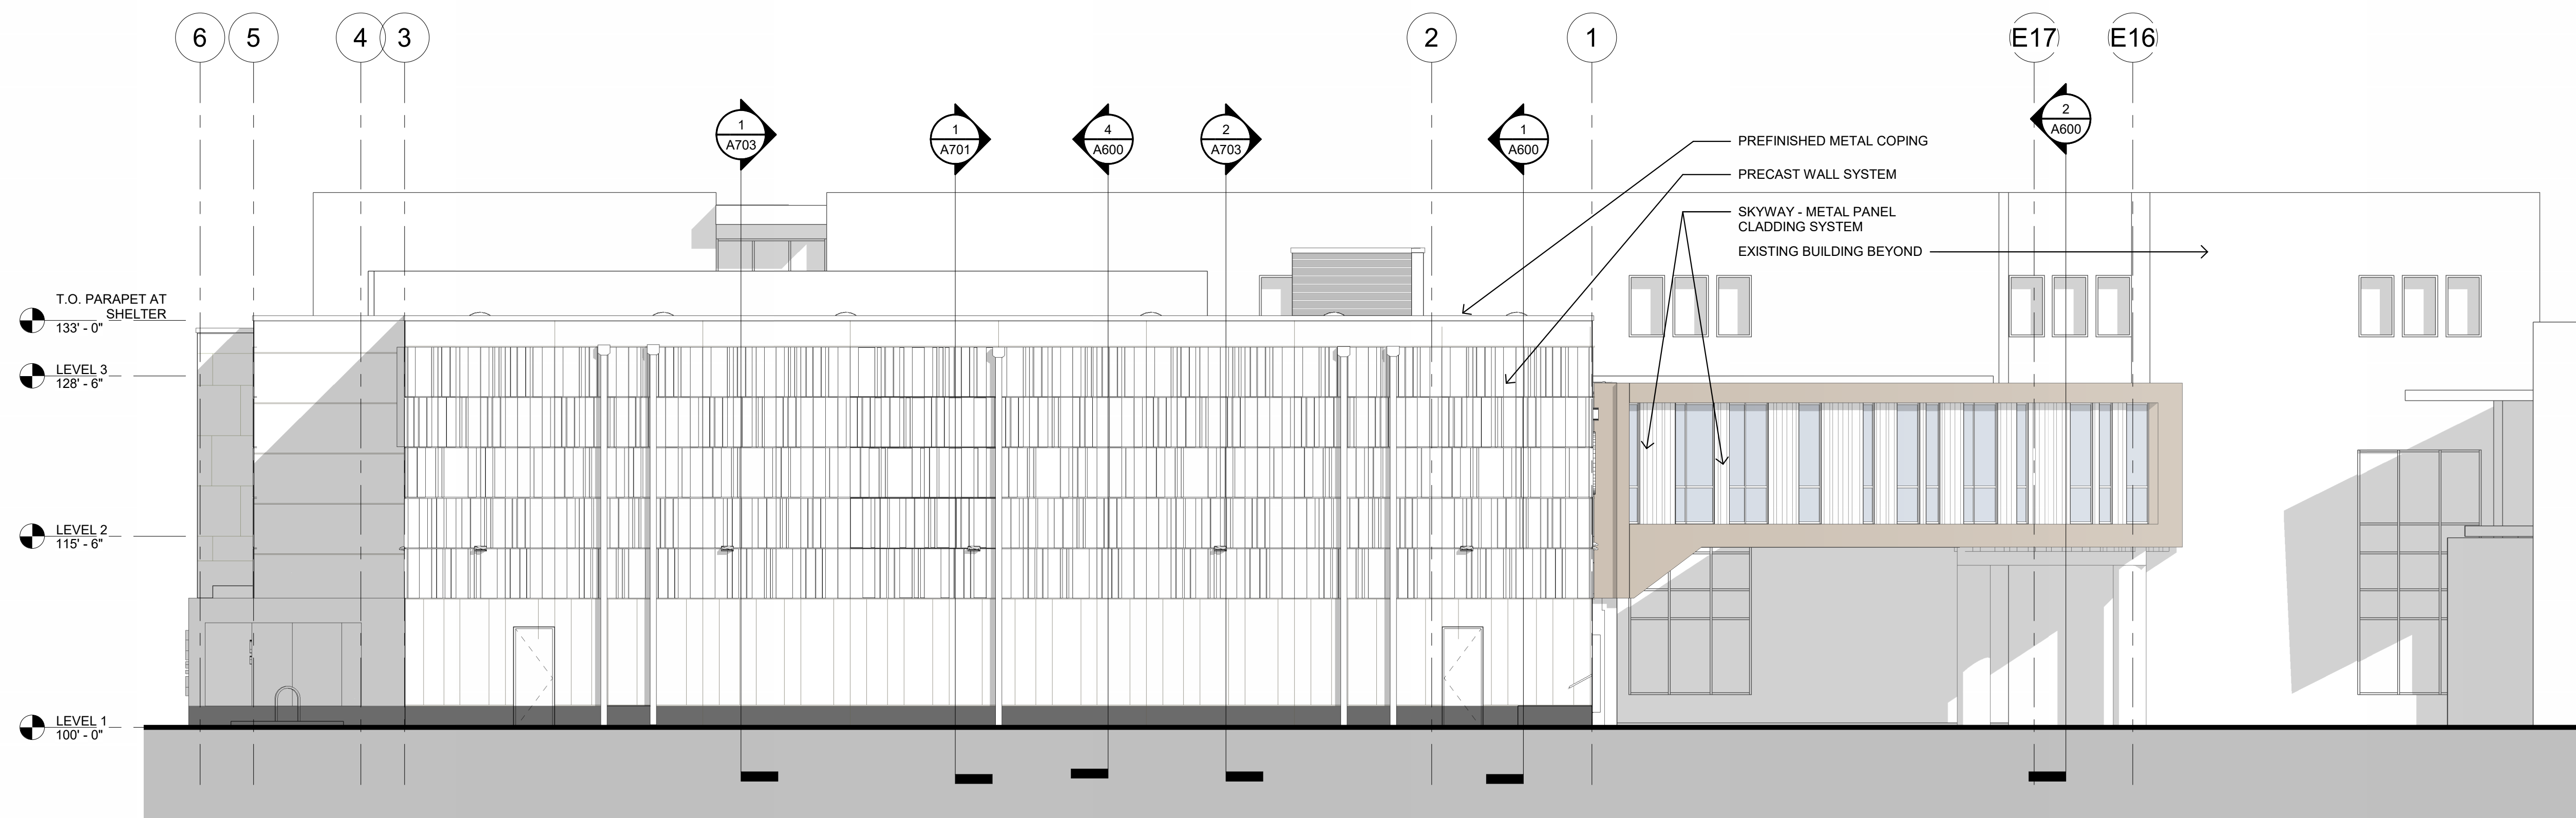 6
5
4
3
2
1
E17
E16
1
A703
1
A701
4
A600
2
A703
1
A600
2
A600
PREFINISHED METAL COPING
PRECAST WALL SYSTEM
SKYWAY - METAL PANEL
CLADDING SYSTEM
EXISTING BUILDING BEYOND
T.O. PARAPET AT
SHELTER
133' - 0"
LEVEL 3
128' - 6"
LEVEL 2
115' - 6"
LEVEL 1
100' - 0"